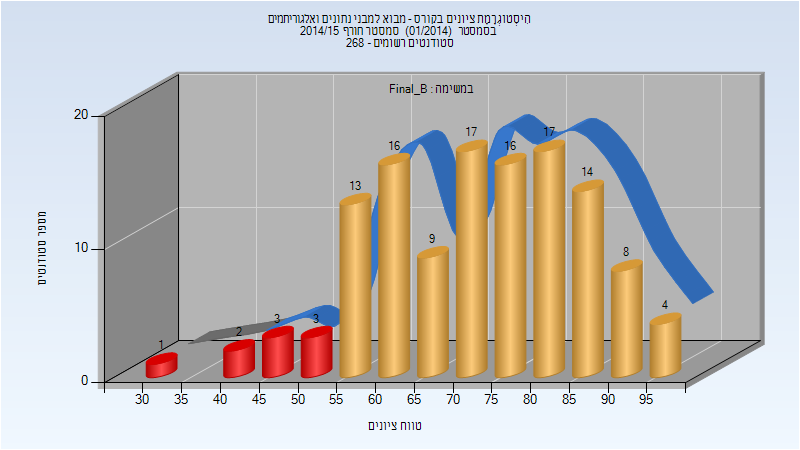 הִיסְטוֹגְרַמַת ציונים בקורס - מבוא למבני נתונים ואלגוריתמים
בסמסטר (01/2014) סמסטר חורף 2014/15
סטודנטים רשומים - 268
במשימה : Final_B
מספר סטודנטים
20
10
0
1
2
3
3
13
16
9
17
16
17
14
8
4
30 35 40 45 50 55 60 65 70 75 80 85 90 95
טווח ציונים